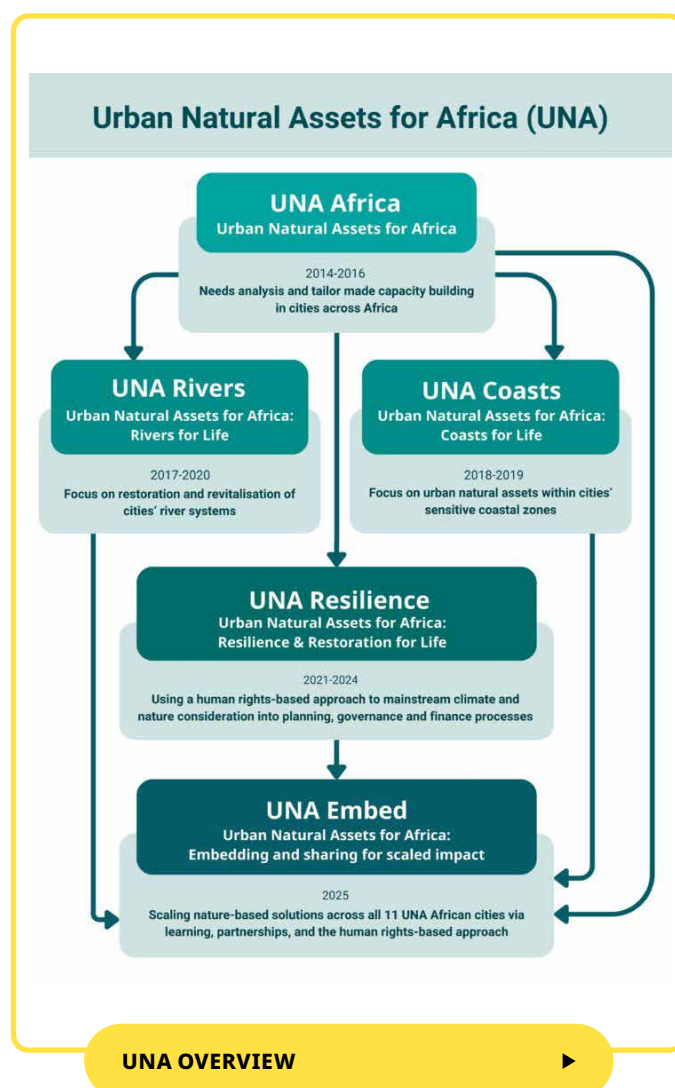 Urban Natural Assets for Africa (UNA)
UNA Africa
Urban Natural Assets for Africa
2014-2016
Needs analysis and tailor made capacity building
in cities across Africa
UNA Rivers
Urban Natural Assets for Africa:
Rivers for Life
2017-2020
Focus on restoration and revitalisation of
cities’ river systems
UNA Coasts
Urban Natural Assets for Africa:
Coasts for Life
2018-2019
Focus on urban natural assets within cities’
sensitive coastal zones
UNA Resilience
Urban Natural Assets for Africa:
Resilience & Restoration for Life
2021-2024
Using a human rights-based approach to mainstream climate and
nature consideration into planning, governance and finance processes
UNA Embed
Urban Natural Assets for Africa:
Embedding and sharing for scaled impact
2025
Scaling nature-based solutions across all 11 UNA African cities via
learning, partnerships, and the human rights-based approach
UNA OVERVIEW